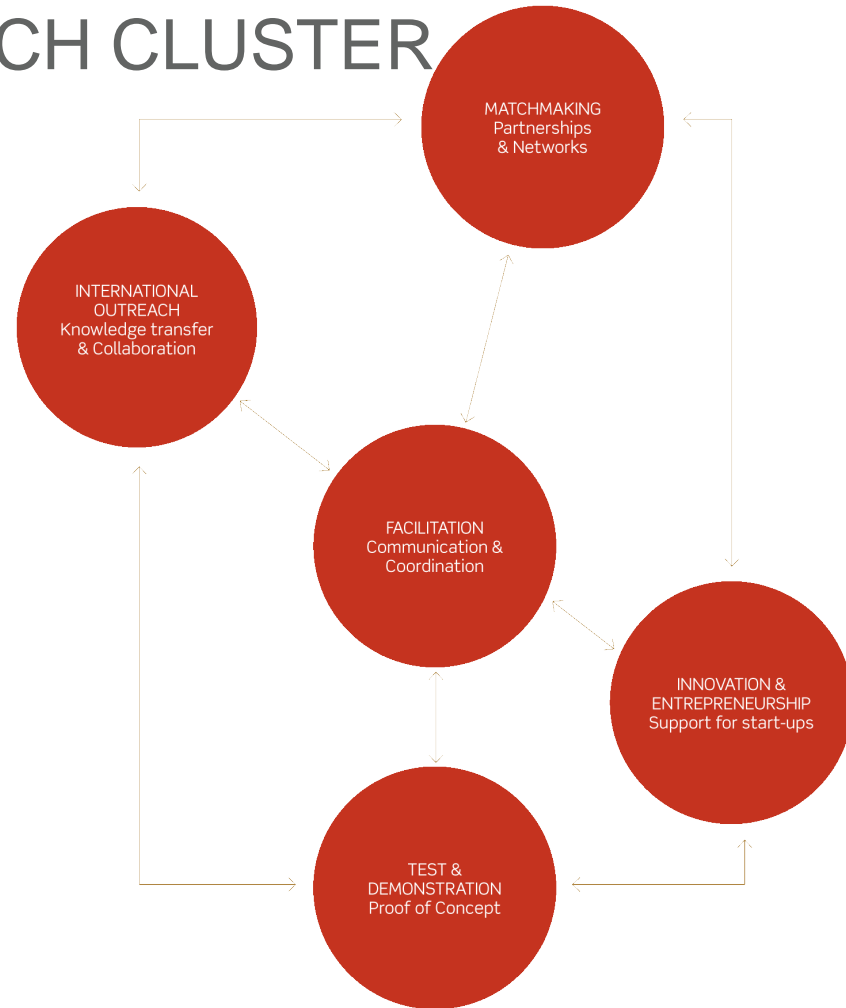 CH CLUSTER
MATCHMAKING
Partnerships
& Networks
INTERNATIONAL
OUTREACH
Knowledge transfer
& Collaboration
FACILITATION
Communication &
Coordination
INNOVATION &
ENTREPRENEURSHIP
Support for start-ups
TEST &
DEMONSTRATION
Proof of Concept